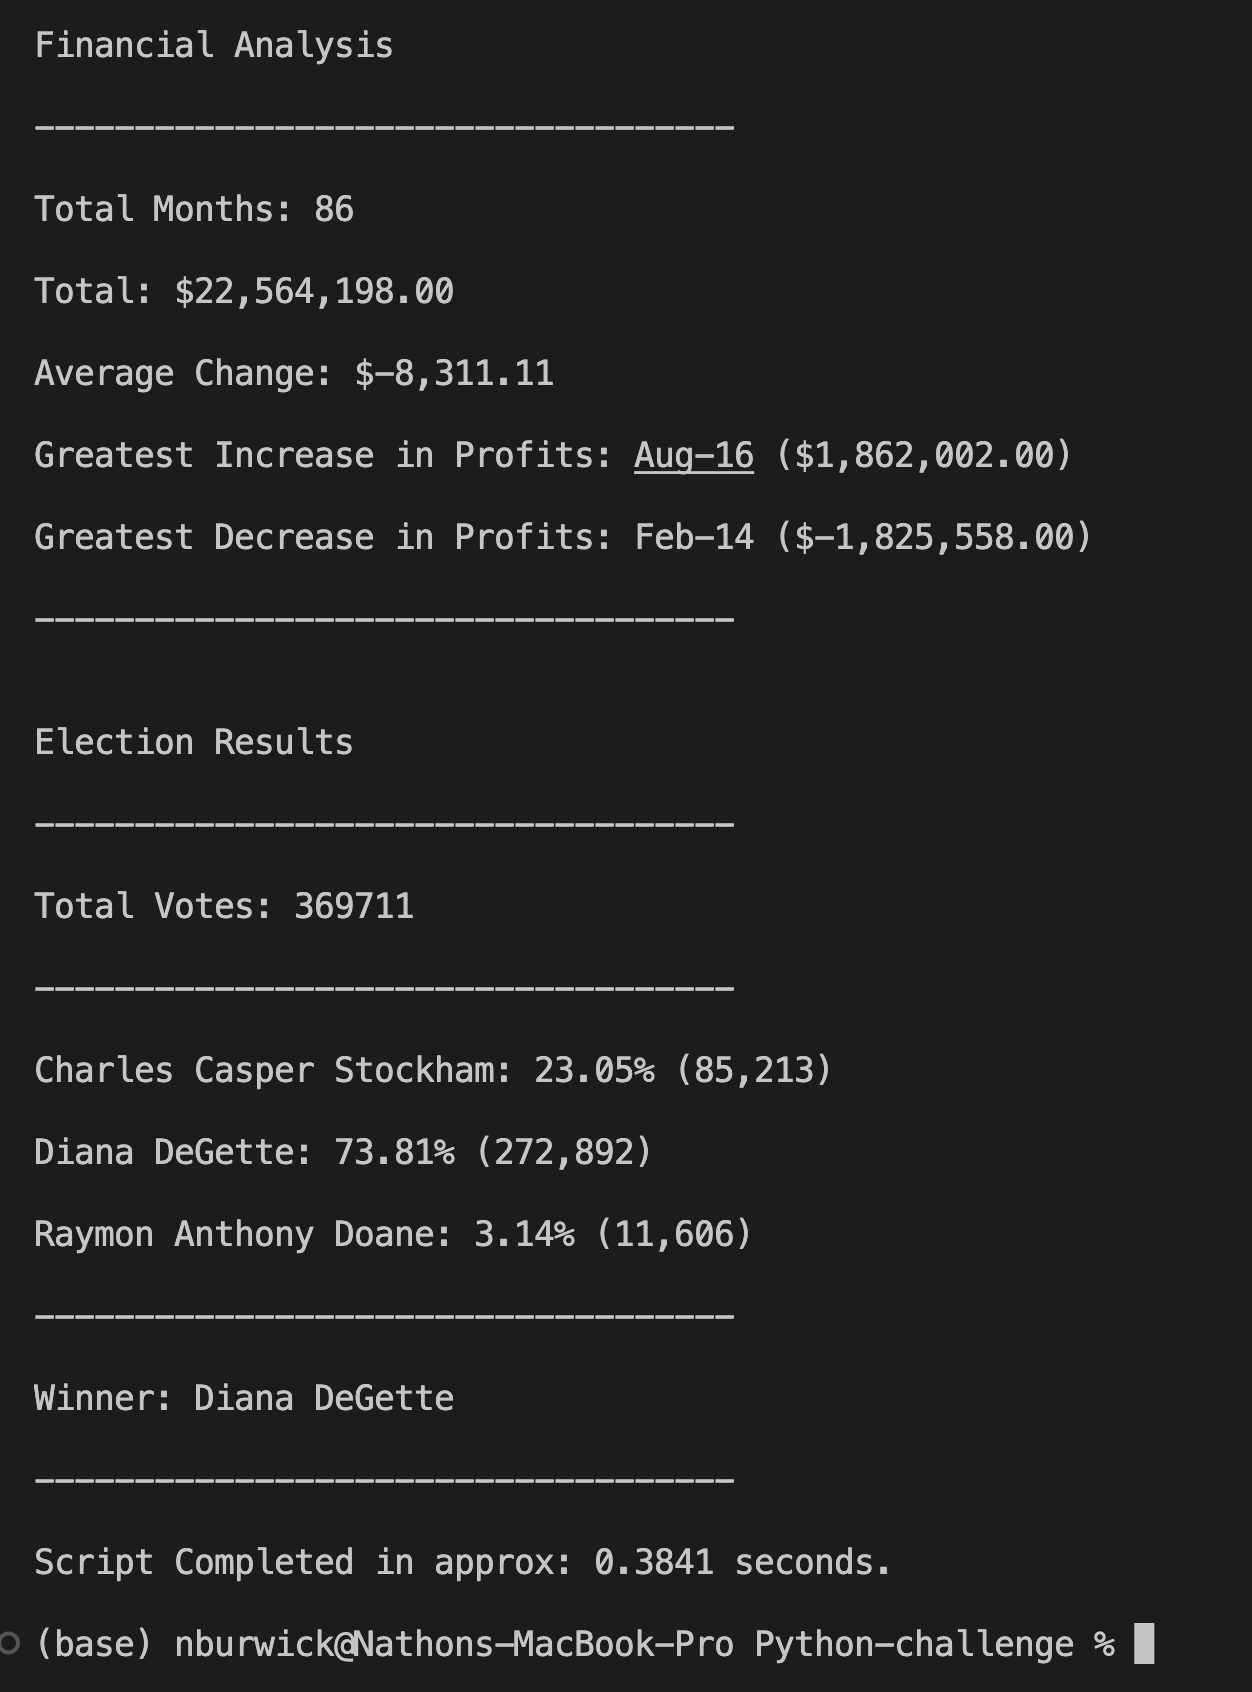 Financial Analysis
-----------------------------------
Total Months: 86
Total: $22,564,198.00
Average Change: $-8,311.11
Greatest Increase in Profits: Aug-16 ($1,862,002.00)
Greatest Decrease in Profits: Feb-14 ($-1,825,558.00)
-----------------------------------
Election Results
-----------------------------------
Total Votes: 369711
-----------------------------------
Charles Casper Stockham: 23.05% (85,213)
Diana DeGette: 73.81% (272,892)
Raymon Anthony Doane: 3.14% (11,606)
-----------------------------------
Winner: Diana DeGette
-----------------------------------
Script Completed in approx: 0.3841 seconds.
(base) nburwick@Nathons-MacBook-Pro Python-challenge %